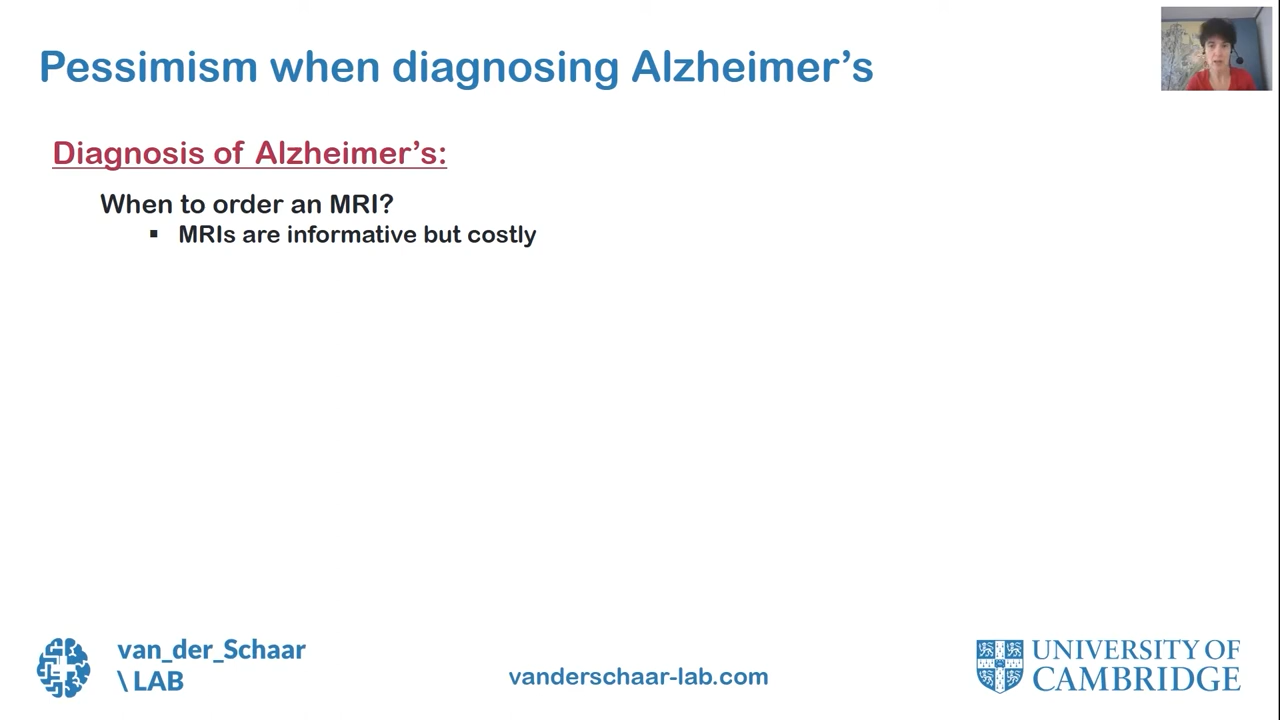 Pessimism when diagnosing Alzheimer’s
Diagnosis of Alzheimer’s:
When to order an MRI?
▪ MRIs are informative but costly
van_der_Schaar
\ LAB
vanderschaar-lab.com
UNIVERSITY OF
CAMBRIDGE